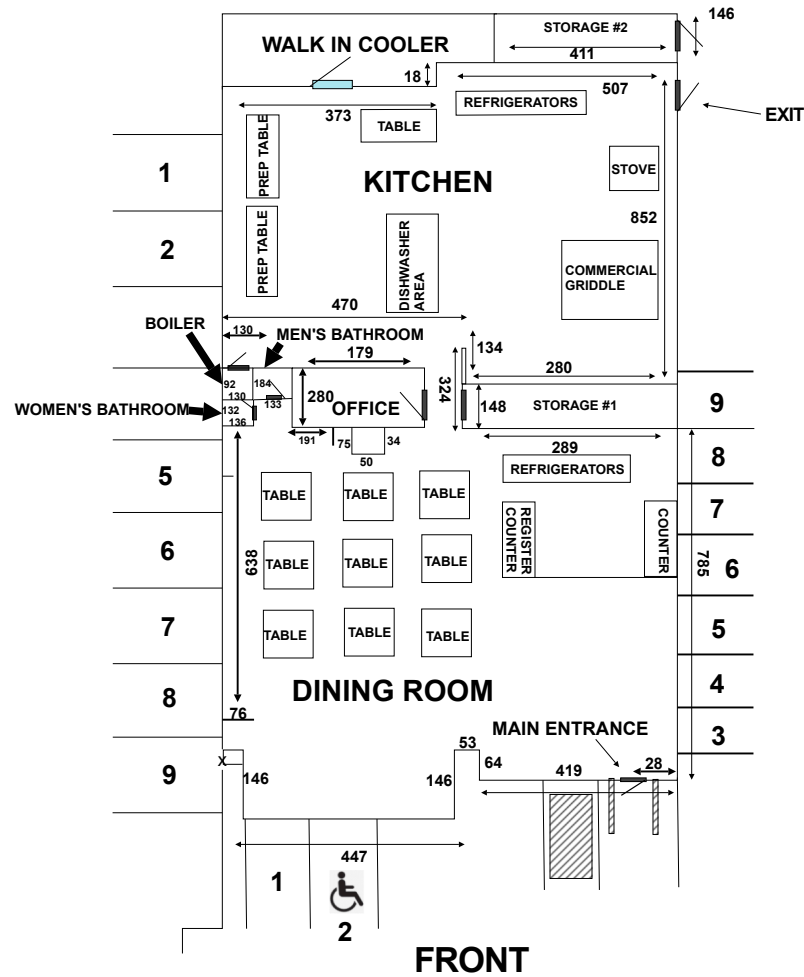 146
STORAGE #2
WALK IN COOLER
411
18
507
373
REFRIGERATORS
EXIT
TABLE
PREP TABLE
1
KITCHEN
STOVE
852
2
PREP TABLE
DISHWASHER
AREA
COMMERCIAL
GRIDDLE
470
BOILER
130
MEN'S BATHROOM
134
179
280
324
92
184
280
130
133
OFFICE
148
STORAGE #1
9
WOMEN'S BATHROOM
132
136
191
75
34
50
289
8
REFRIGERATORS
5
TABLE
TABLE
TABLE
7
REGISTER
COUNTER
COUNTER
6
638
TABLE
TABLE
TABLE
785
6
7
TABLE
TABLE
TABLE
5
DINING ROOM
4
8
76
MAIN ENTRANCE
3
53
X
64
28
9
146
146
419
447
1
2
FRONT